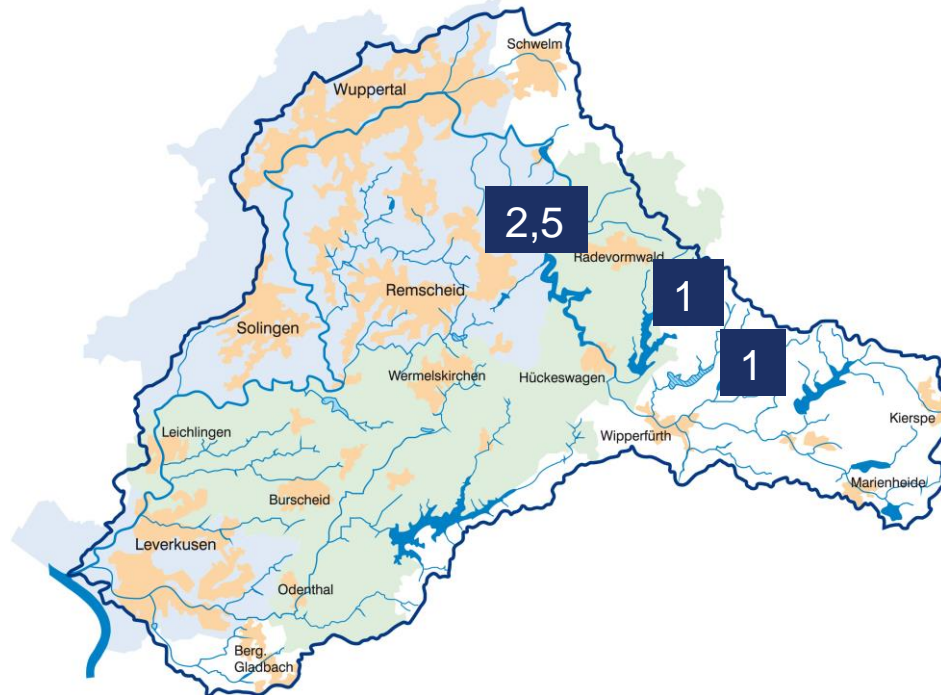 Schwelm
Wuppertal
2,5
Radevormwald
Remscheid
1
Solingen
1
Wermelskirchen
Hückeswagen
Kierspe
Leichlingen
Wipperfürth
Marienheide
Burscheid
Leverkusen
Odenthal
Berg.
Gladbach